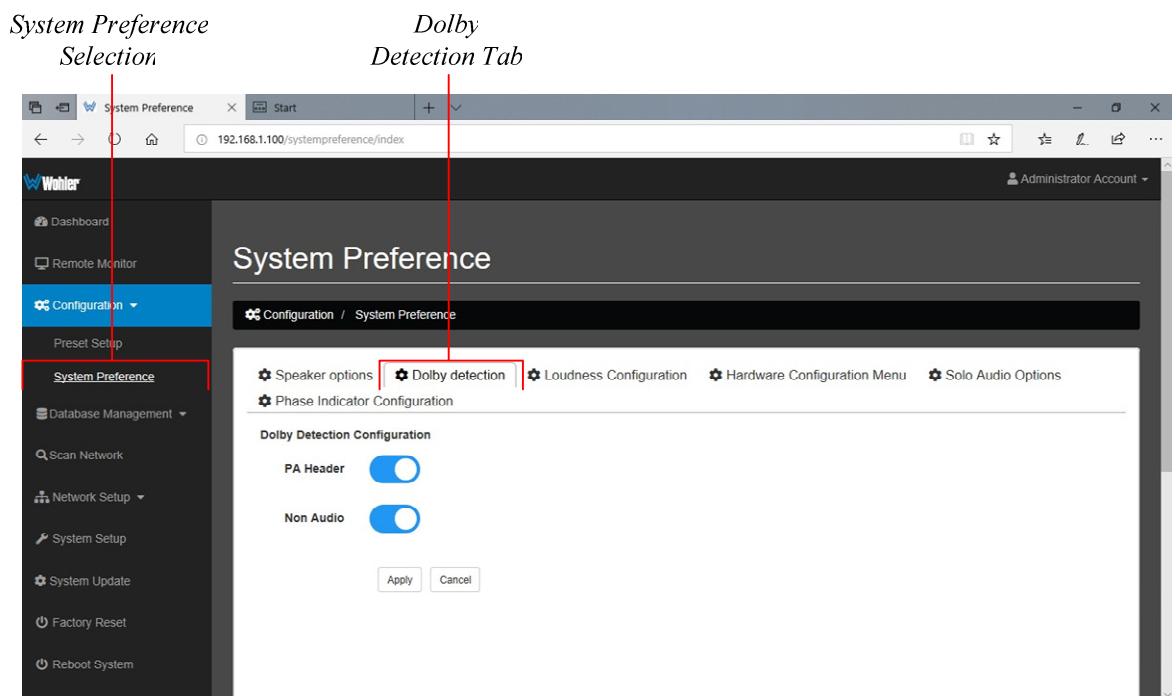 System Preference
Selection
Dolby
Detection Tab
System Preference
Start
192.168.1.100/systempreference/index
Wohler
Administrator Account
Dashboard
Remote Monitor
Configuration
Preset Setup
System Preference
Database Management
Scan Network
Network Setup
System Setup
System Update
Factory Reset
Reboot System
System Preference
Configuration / System Preference
Speaker options Dolby detection Loudness Configuration Hardware Configuration Menu Solo Audio Options
Phase Indicator Configuration
Dolby Detection Configuration
PA Header
Non Audio
Apply Cancel